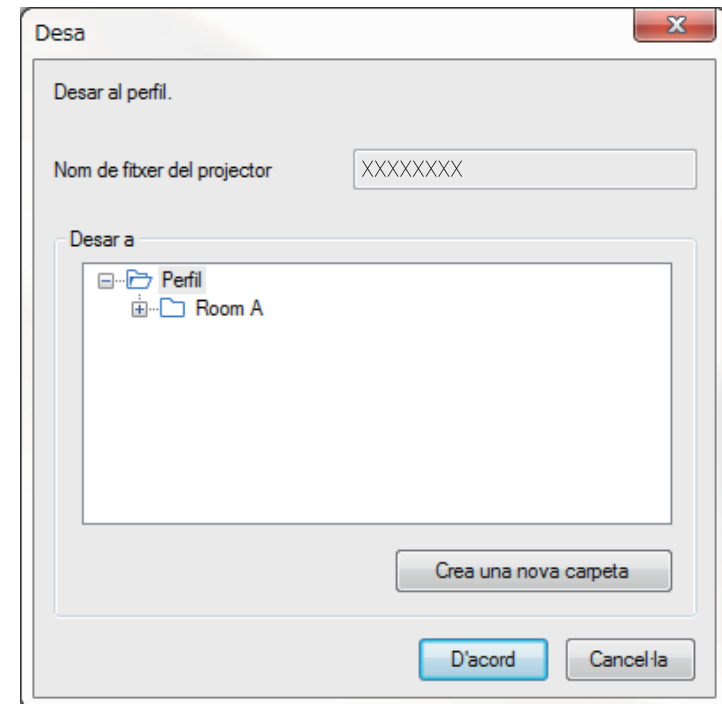 Desa
Desar al perfil.
Nom de fitxer del projector XXXXXXXX
Desar a
Perfil
Room A
Crea una nova carpeta
D'acord Cancel·la